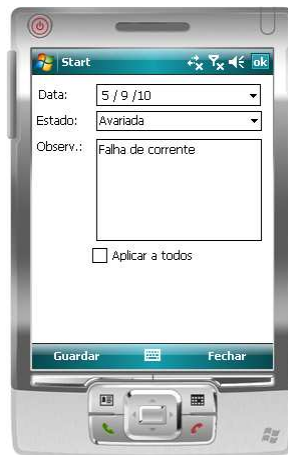 Start ok
Data: 5 / 9 /10
Estado: Avariada
Observ.: Falha de corrente
Aplicar a todos
Guardar Fechar